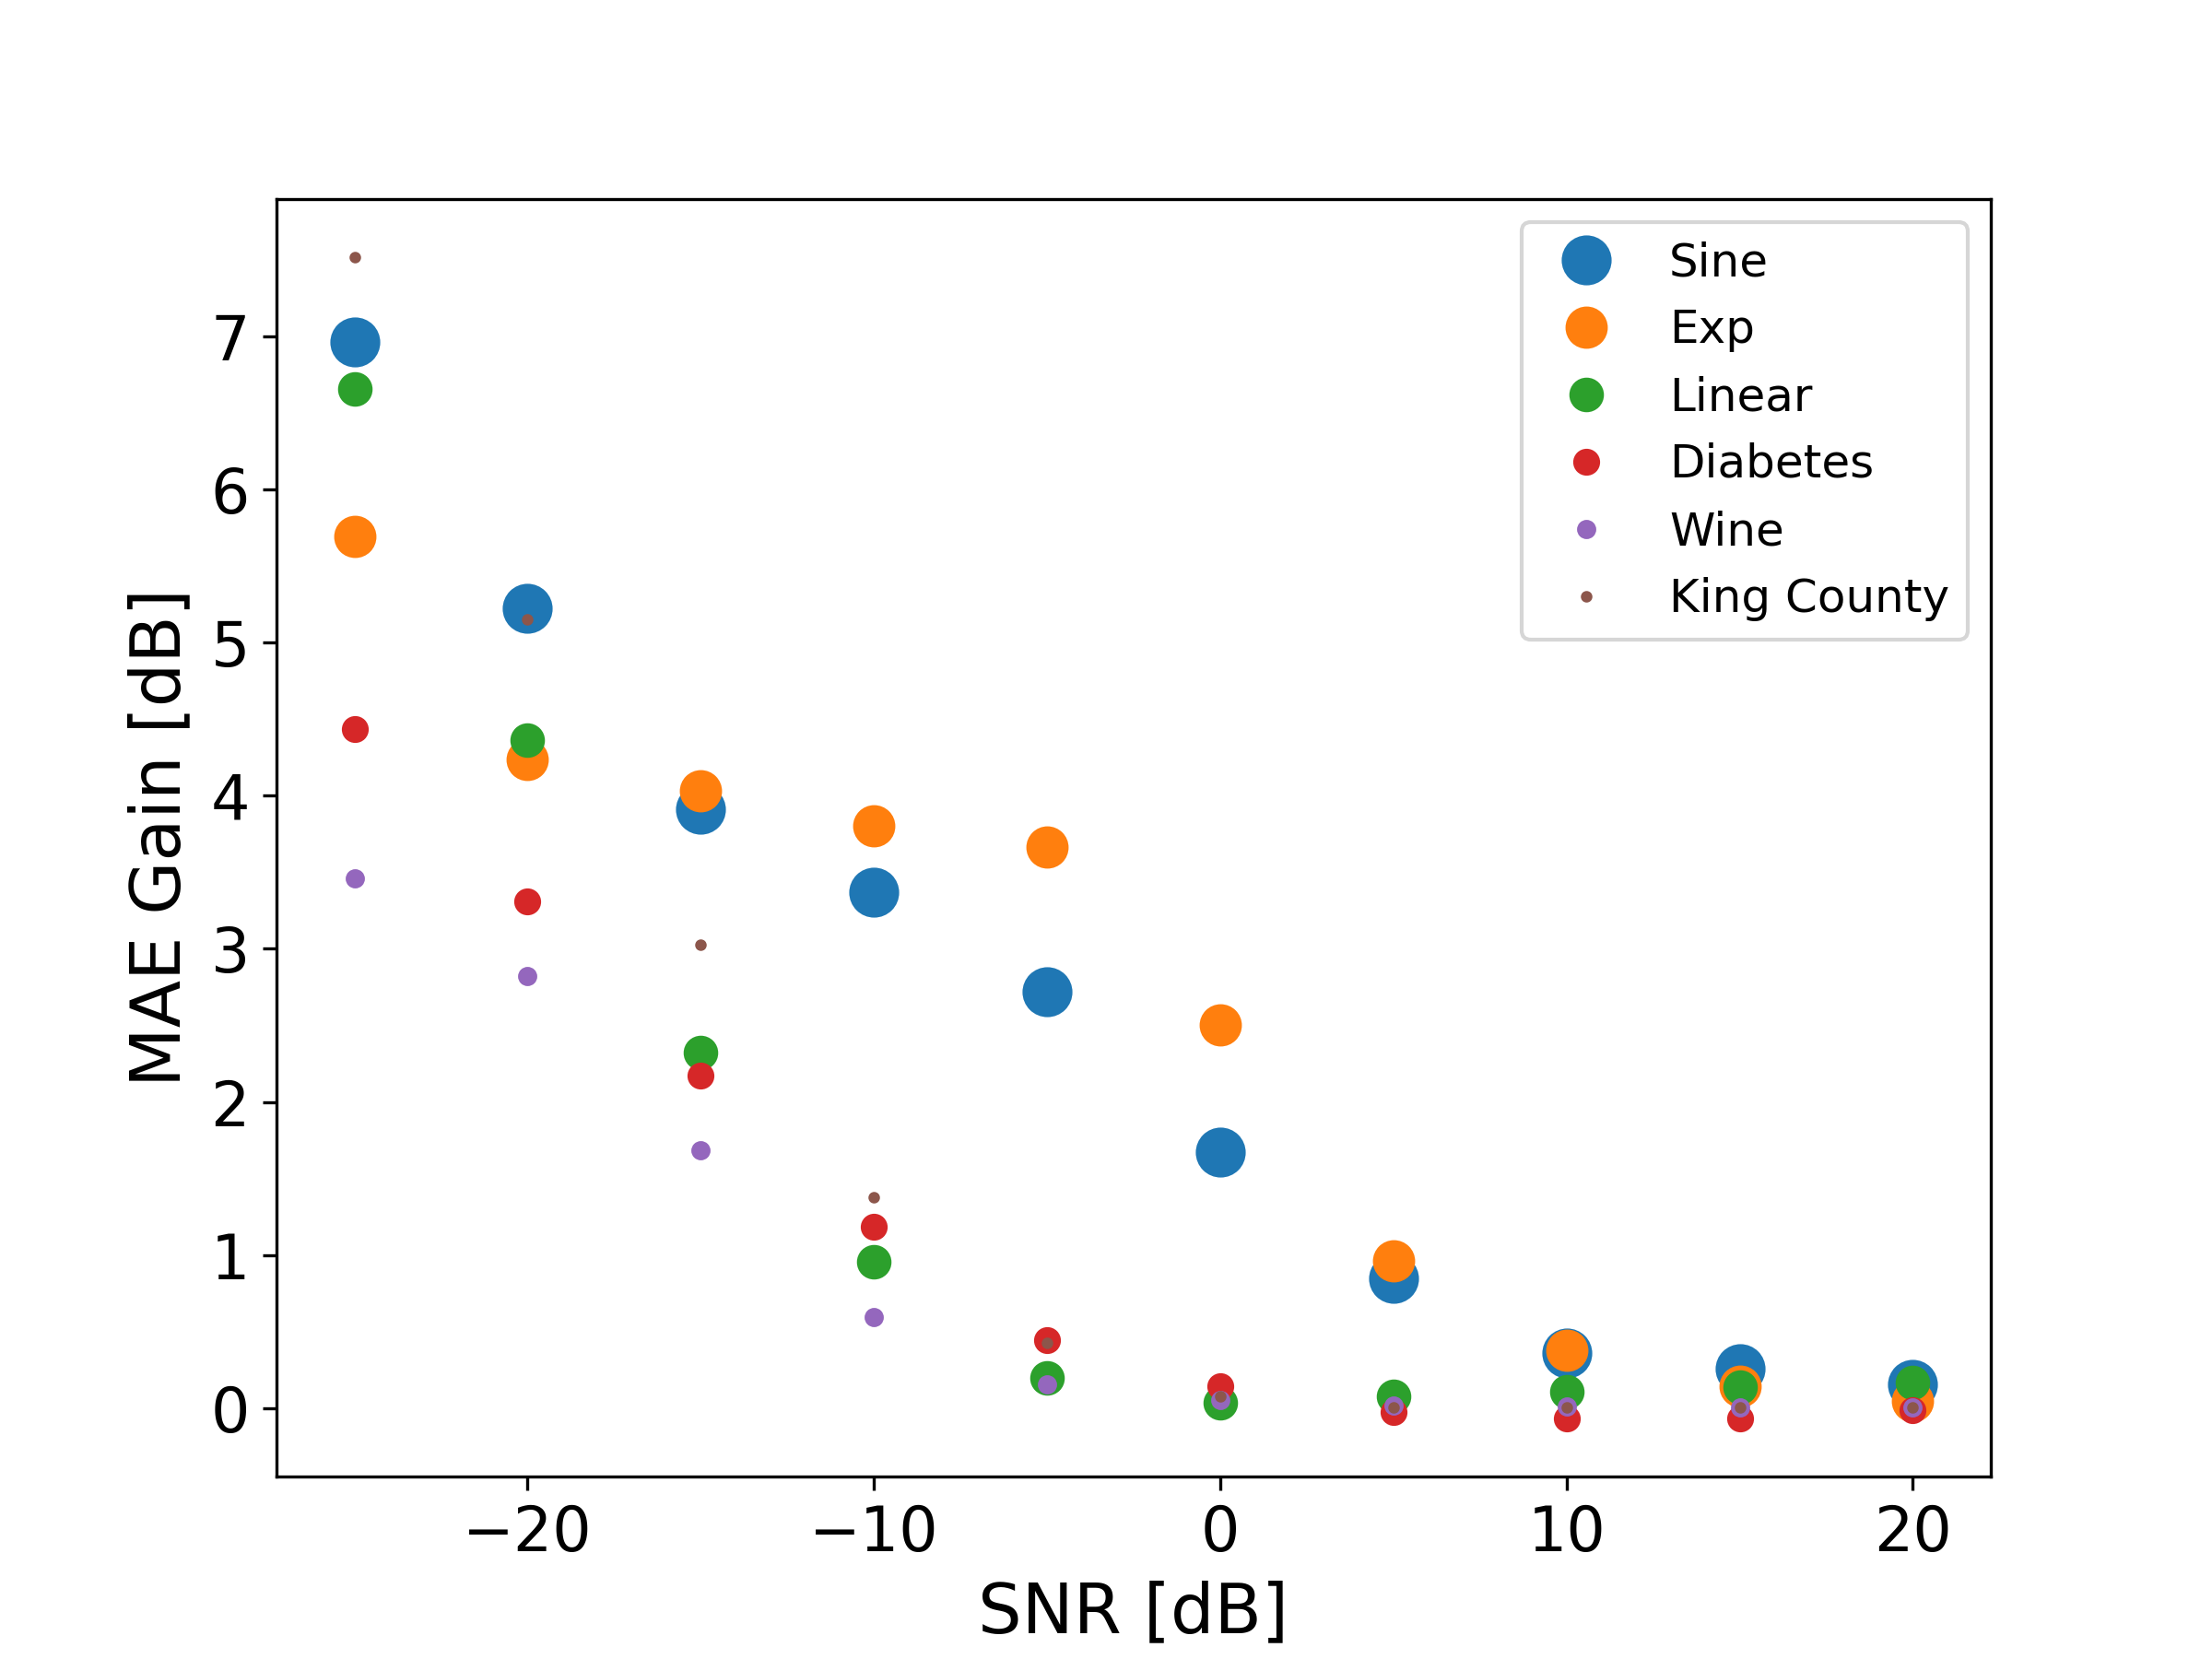 Sine
Exp
Linear
Diabetes
Wine
King County
7
6
5
4
3
2
1
0
MAE Gain [dB]
−20 −10 0 10 20
SNR [dB]